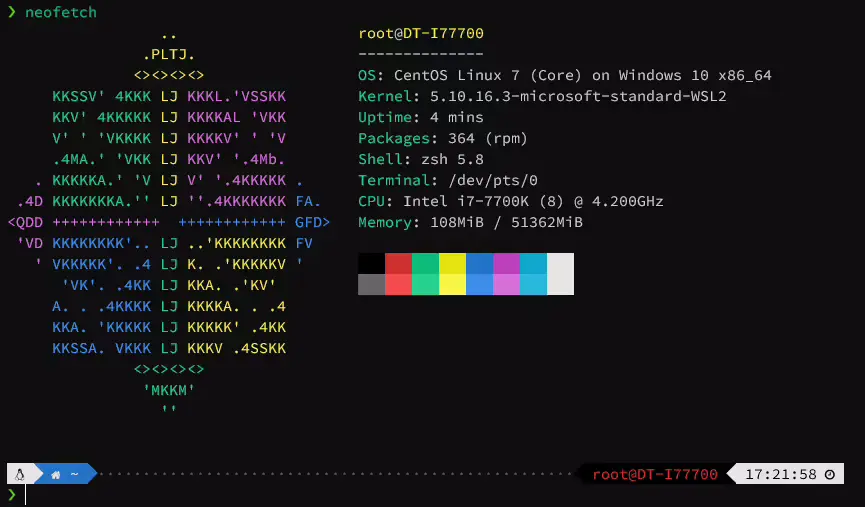 ❯ neofetch
..
.PLTJ.
<><><><>
KKSSV' 4KKK LJ KKKL.'VSSKK
KKV' 4KKKKK LJ KKKKAL 'VKK
V' ' 'VKKKK LJ KKKKV' ' 'V
.4MA.' 'VKK LJ KKV' '.4Mb.
. KKKKKA.' 'V LJ V' '.4KKKKK .
.4D KKKKKKKA.'' LJ ''.4KKKKKKK FA.
<QDD ++++++++++++ ++++++++++++ GFD>
'VD KKKKKKKK'.. LJ ..'KKKKKKKK FV
' VKKKKK'. .4 LJ K. .'KKKKKV '
'VK'. .4KK LJ KKA. .'KV'
A. . .4KKKK LJ KKKKA. . .4
KKA. 'KKKKK LJ KKKKK' .4KK
KKSSA. VKKK LJ KKKV .4SSKK
<><><><>
'MKKM'
''
root@DT-I77700
--------------
OS: CentOS Linux 7 (Core) on Windows 10 x86_64
Kernel: 5.10.16.3-microsoft-standard-WSL2
Uptime: 4 mins
Packages: 364 (rpm)
Shell: zsh 5.8
Terminal: /dev/pts/0
CPU: Intel i7-7700K (8) @ 4.200GHz
Memory: 108MiB / 51362MiB
~ root@DT-I77700 17:21:58
❯